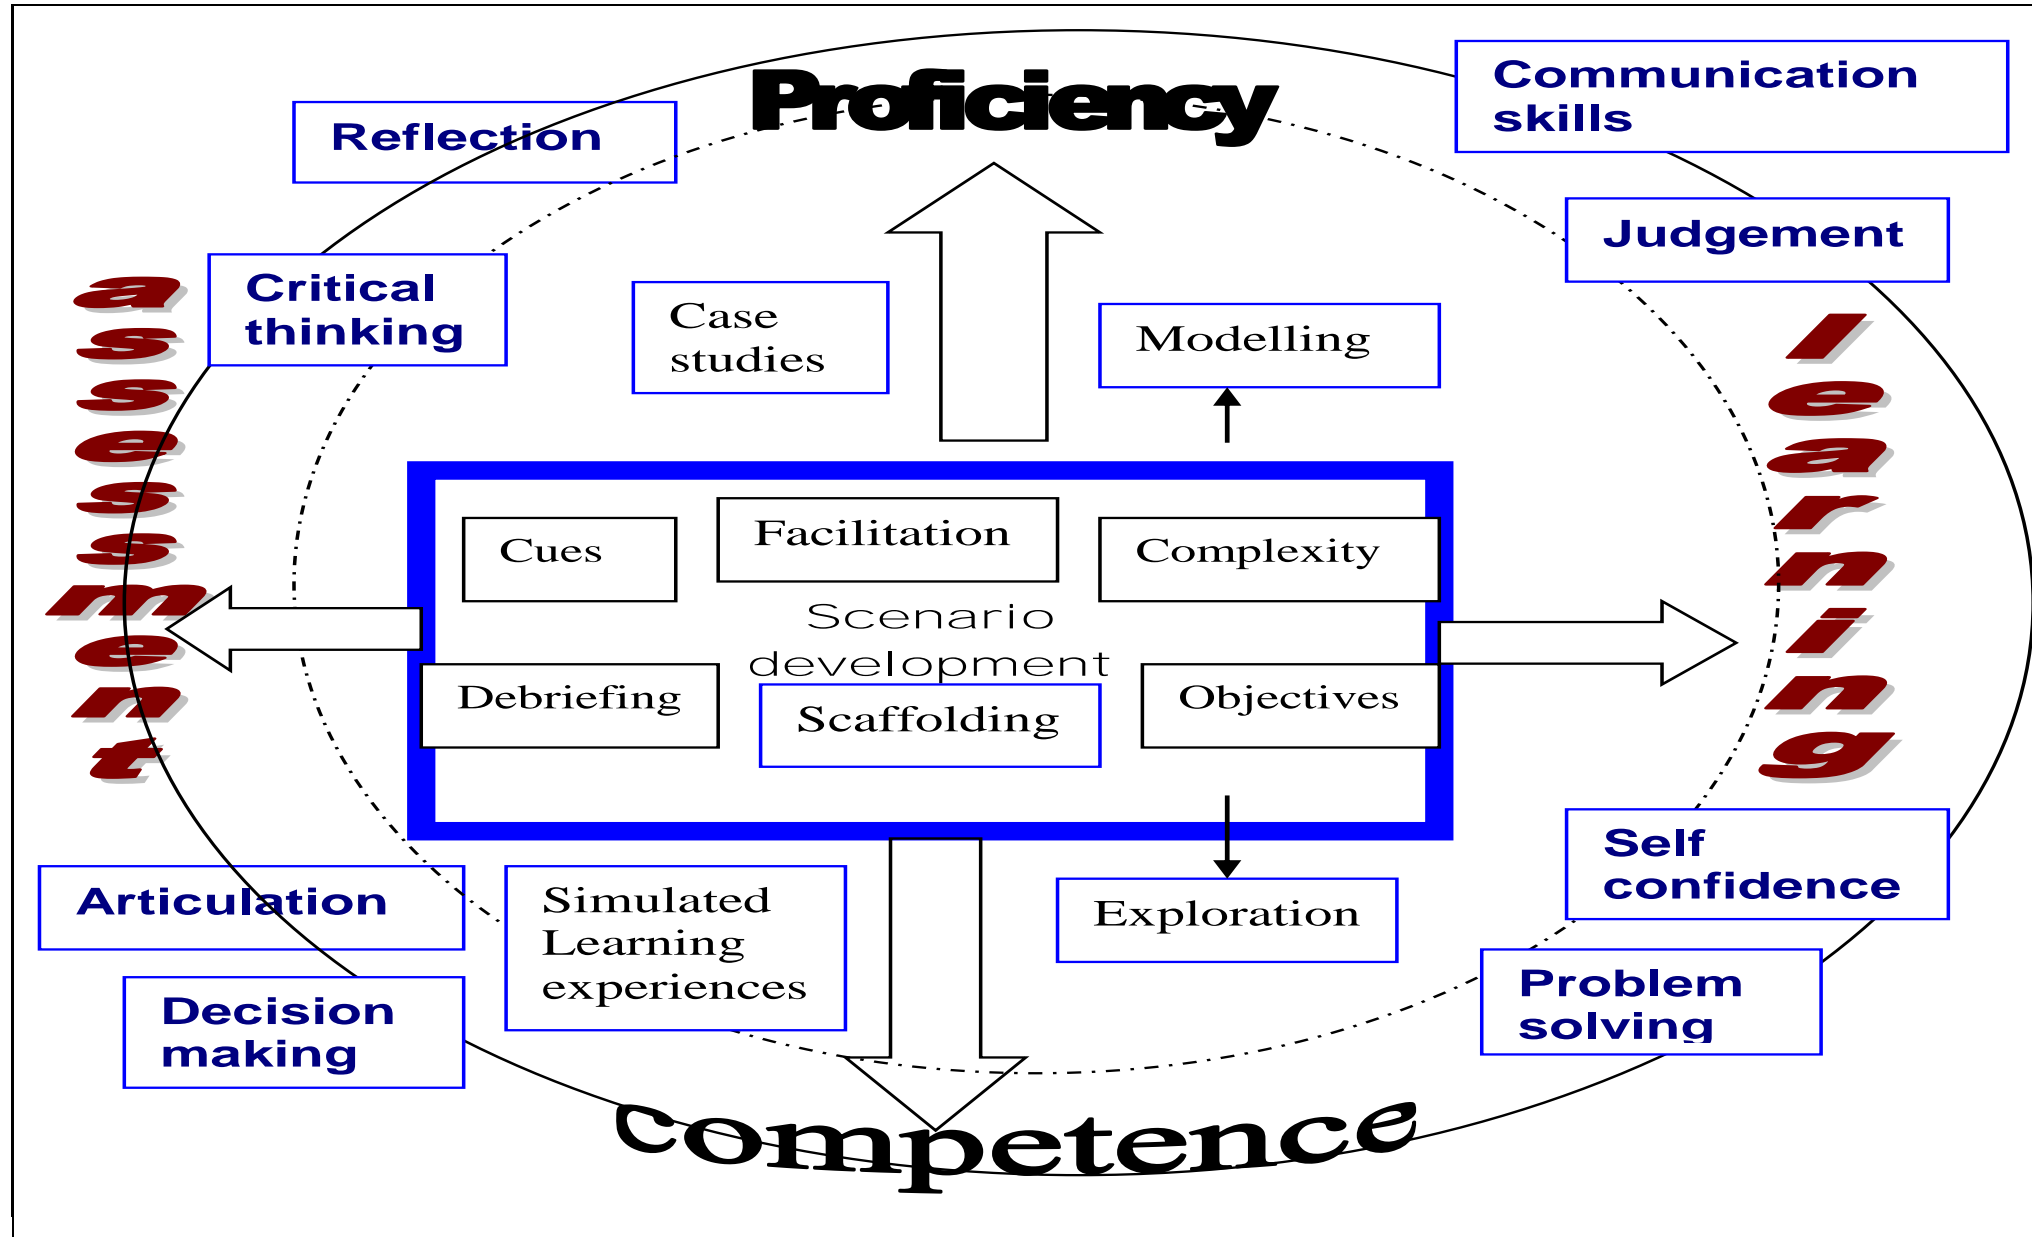 Proficiency
Communication
skills
Reflection
Judgement
Critical
thinking
assessment
Case
studies
Modelling
learning
Cues
Facilitation
Complexity
Scenario
development
Debriefing
Scaffolding
Objectives
Self
confidence
Articulation
Simulated
Learning
experiences
Exploration
Decision
making
Problem
solving
competence